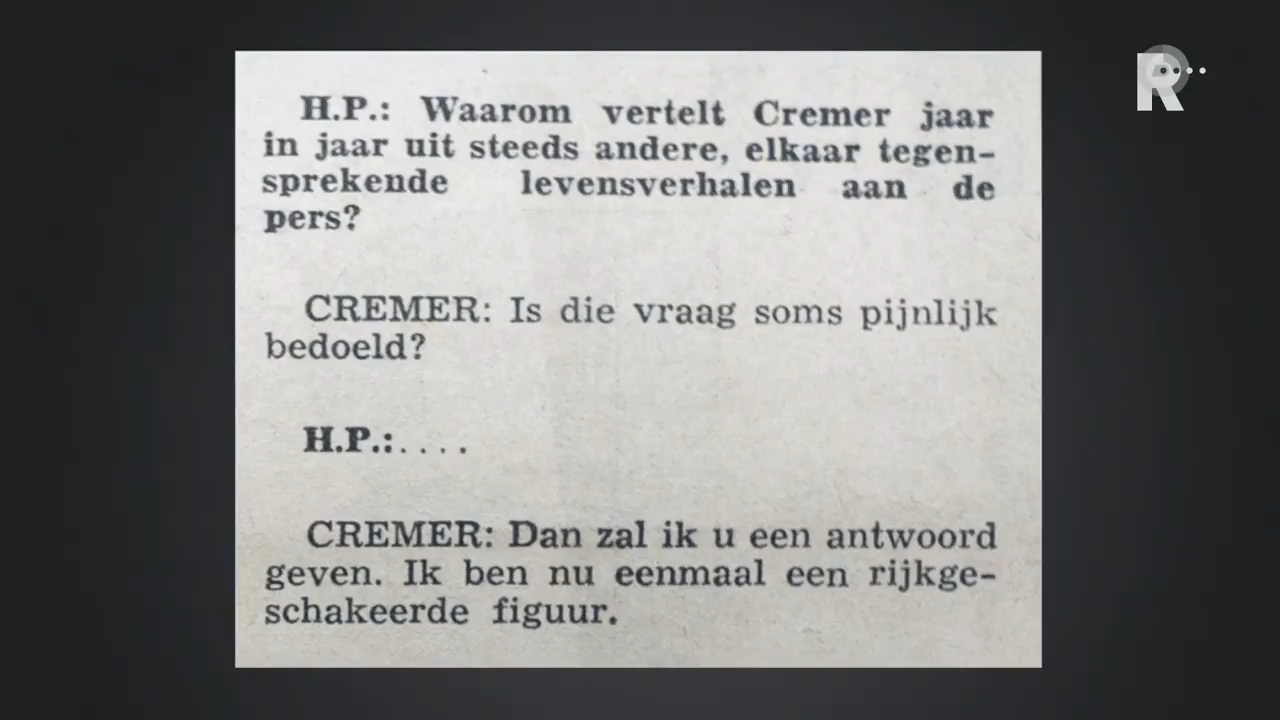 H.P.: Waarom vertelt Cremer jaar
in jaar uit steeds andere, elkaar tegen-
sprekende levensverhalen aan de
pers?
CREMER: Is die vraag soms pijnlijk
bedoeld?
H.P.:....
CREMER: Dan zal ik u een antwoord
geven. Ik ben nu eenmaal een rijkge-
schakeerde figuur.
R